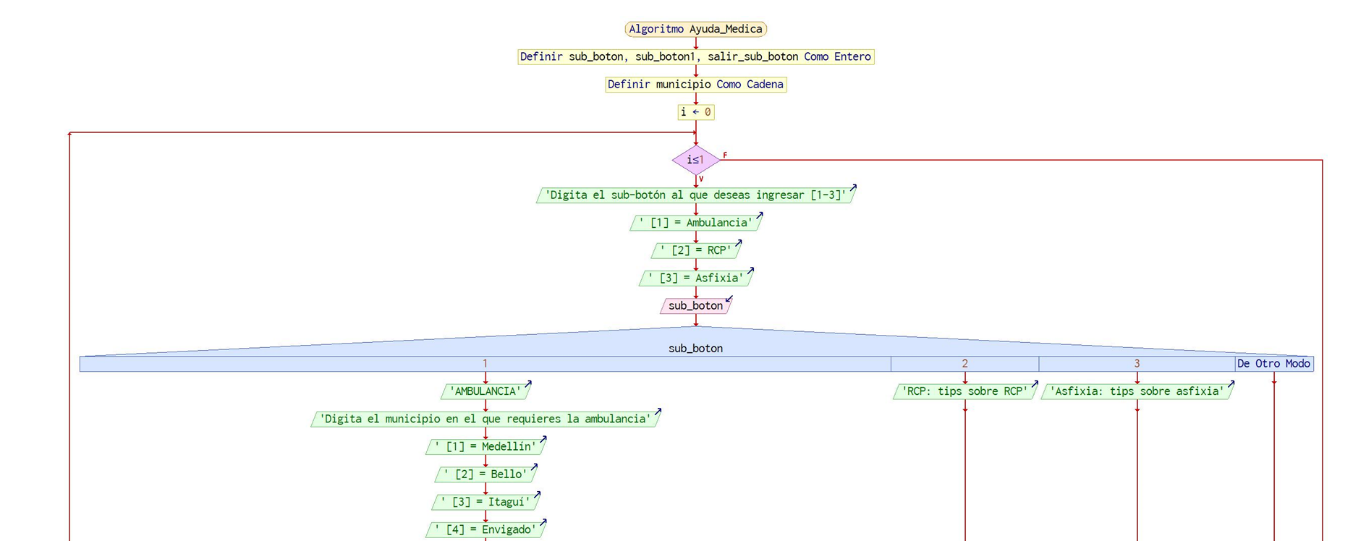 Algoritmo Ayuda_Medica
Definir sub_boton, sub_boton1, salir_sub_boton Como Entero
Definir municipio Como Cadena
i ← 0
i≤1
F
V
'Digita el sub-botón al que deseas ingresar [1-3]'
' [1] = Ambulancia'
' [2] = RCP'
' [3] = Asfixia'
sub_boton
sub_boton
1 2 3 De Otro Modo
'AMBULANCIA' 'RCP: tips sobre RCP' 'Asfixia: tips sobre asfixia'
'Digita el municipio en el que requieres la ambulancia'
' [1] = Medellín'
' [2] = Bello'
' [3] = Itaguí'
' [4] = Envigado'